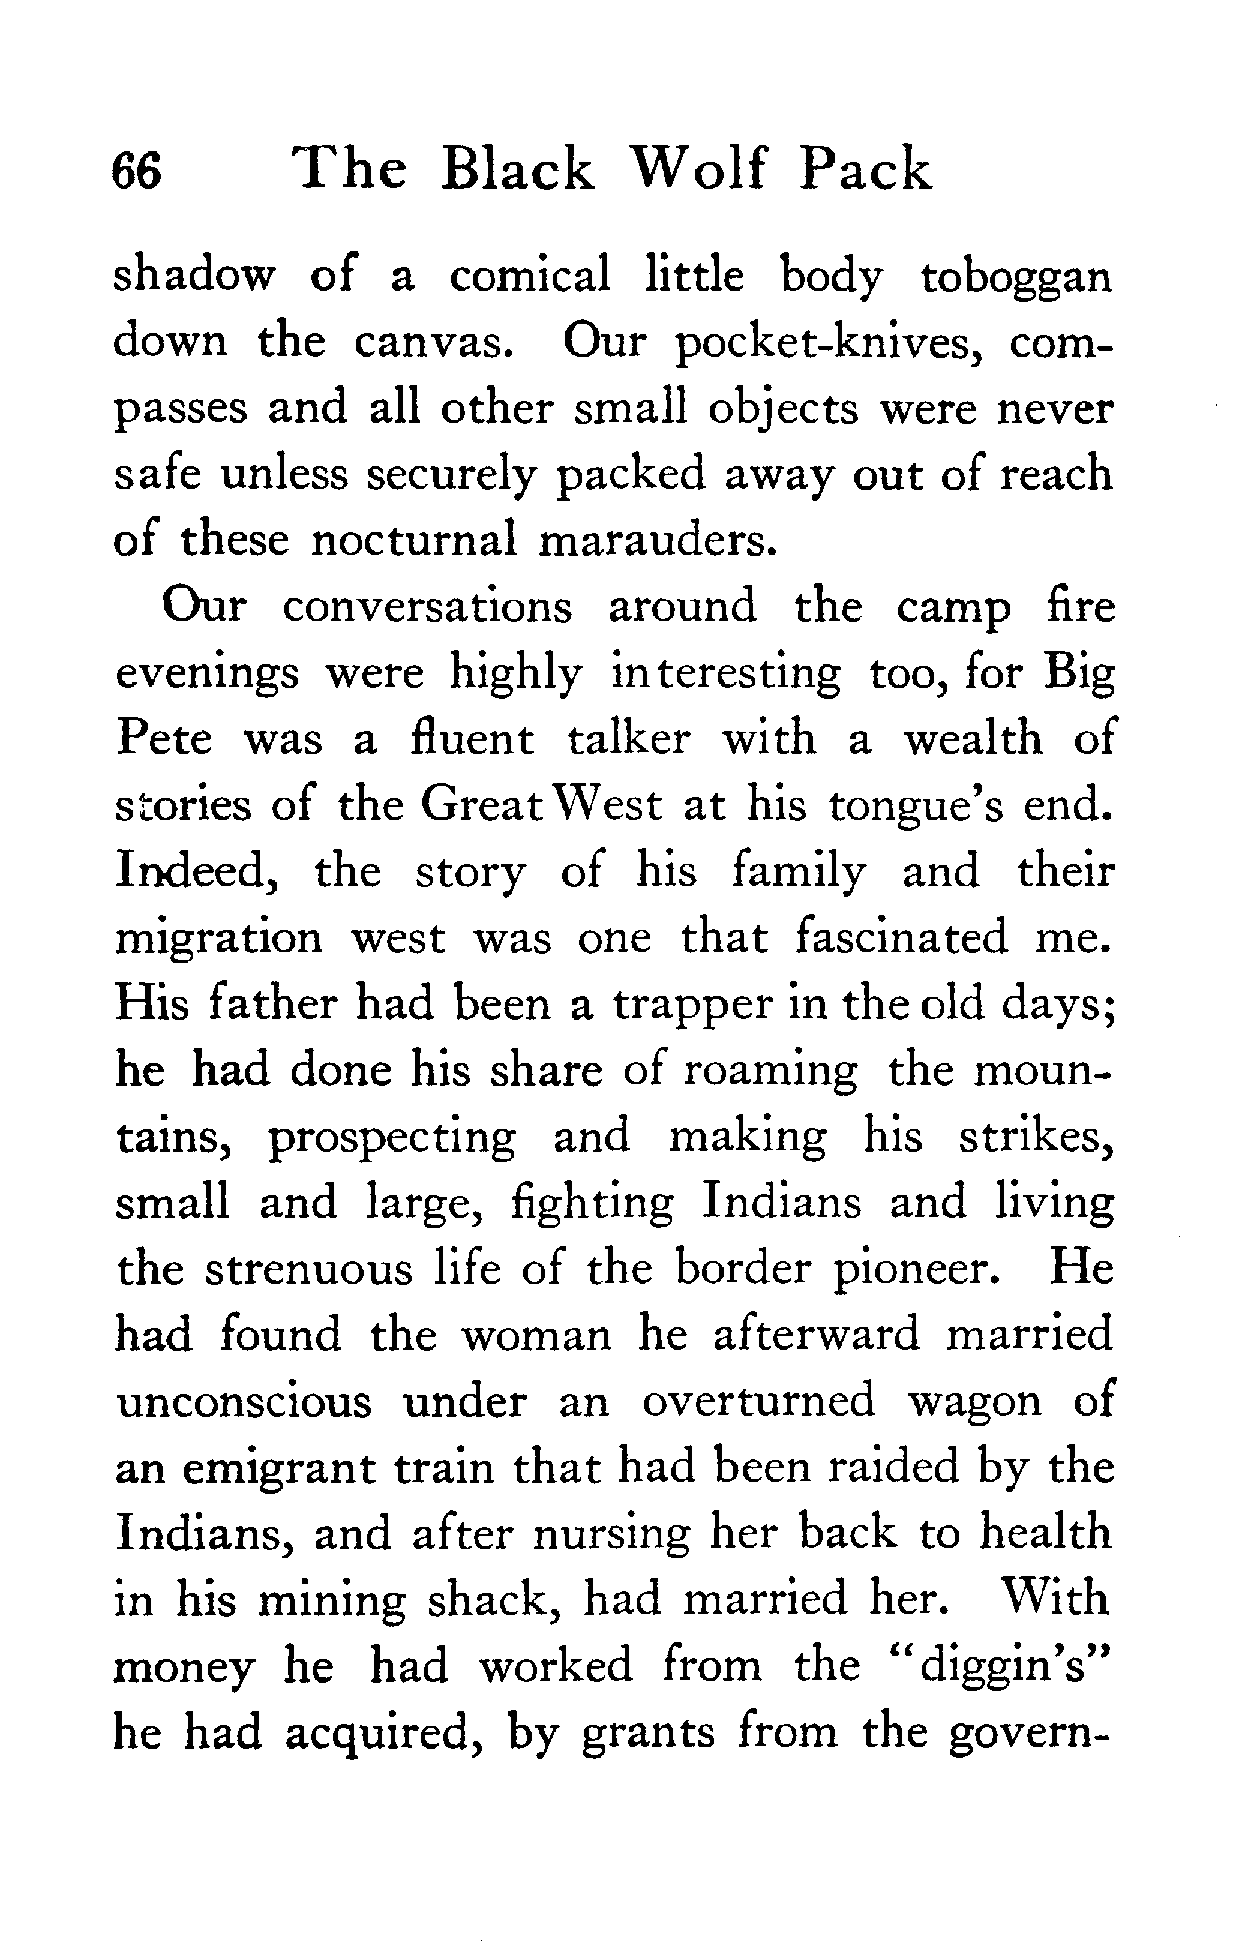 66 The Black Wolf Pack
shadow of a comical little body toboggan
down the canvas. Our pocket-knives, com-
passes and all other small objects were never
safe unless securely packed away out of reach
of these nocturnal marauders.
Our conversations around the camp fire
evenings were highly interesting too, for Big
Pete was a fluent talker with a wealth of
stories of the Great West at his tongue's end.
Indeed, the story of his family and their
migration west was one that fascinated me.
His father had been a trapper in the old days;
he had done his share of roaming the moun-
tains, prospecting and making his strikes,
small and large, fighting Indians and living
the strenuous life of the border pioneer. He
had found the woman he afterward married
unconscious under an overturned wagon of
an emigrant train that had been raided by the
Indians, and after nursing her back to health
in his mining shack, had married her. With
money he had worked from the "diggin's"
he had acquired, by grants from the govern-